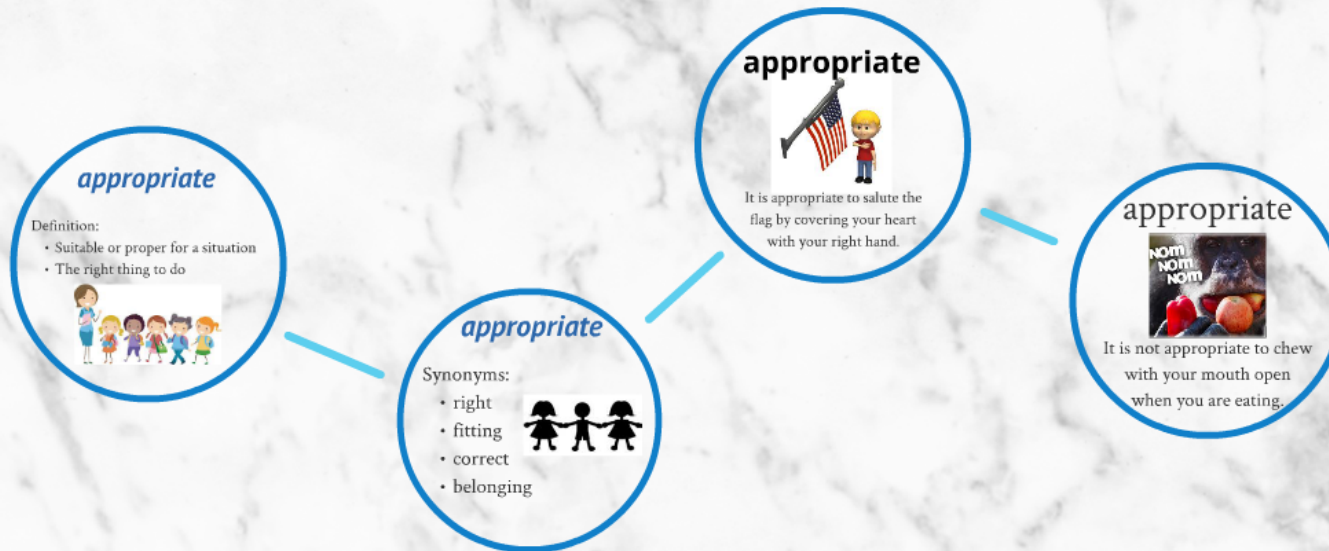 appropriate
Definition:
• Suitable or proper for a situation
• The right thing to do
appropriate
Synonyms:
• right
• fitting
• correct
• belonging
appropriate
It is appropriate to salute the
flag by covering your heart
with your right hand.
appropriate
NOM
NOM
NOM
It is not appropriate to chew
with your mouth open
when you are eating.